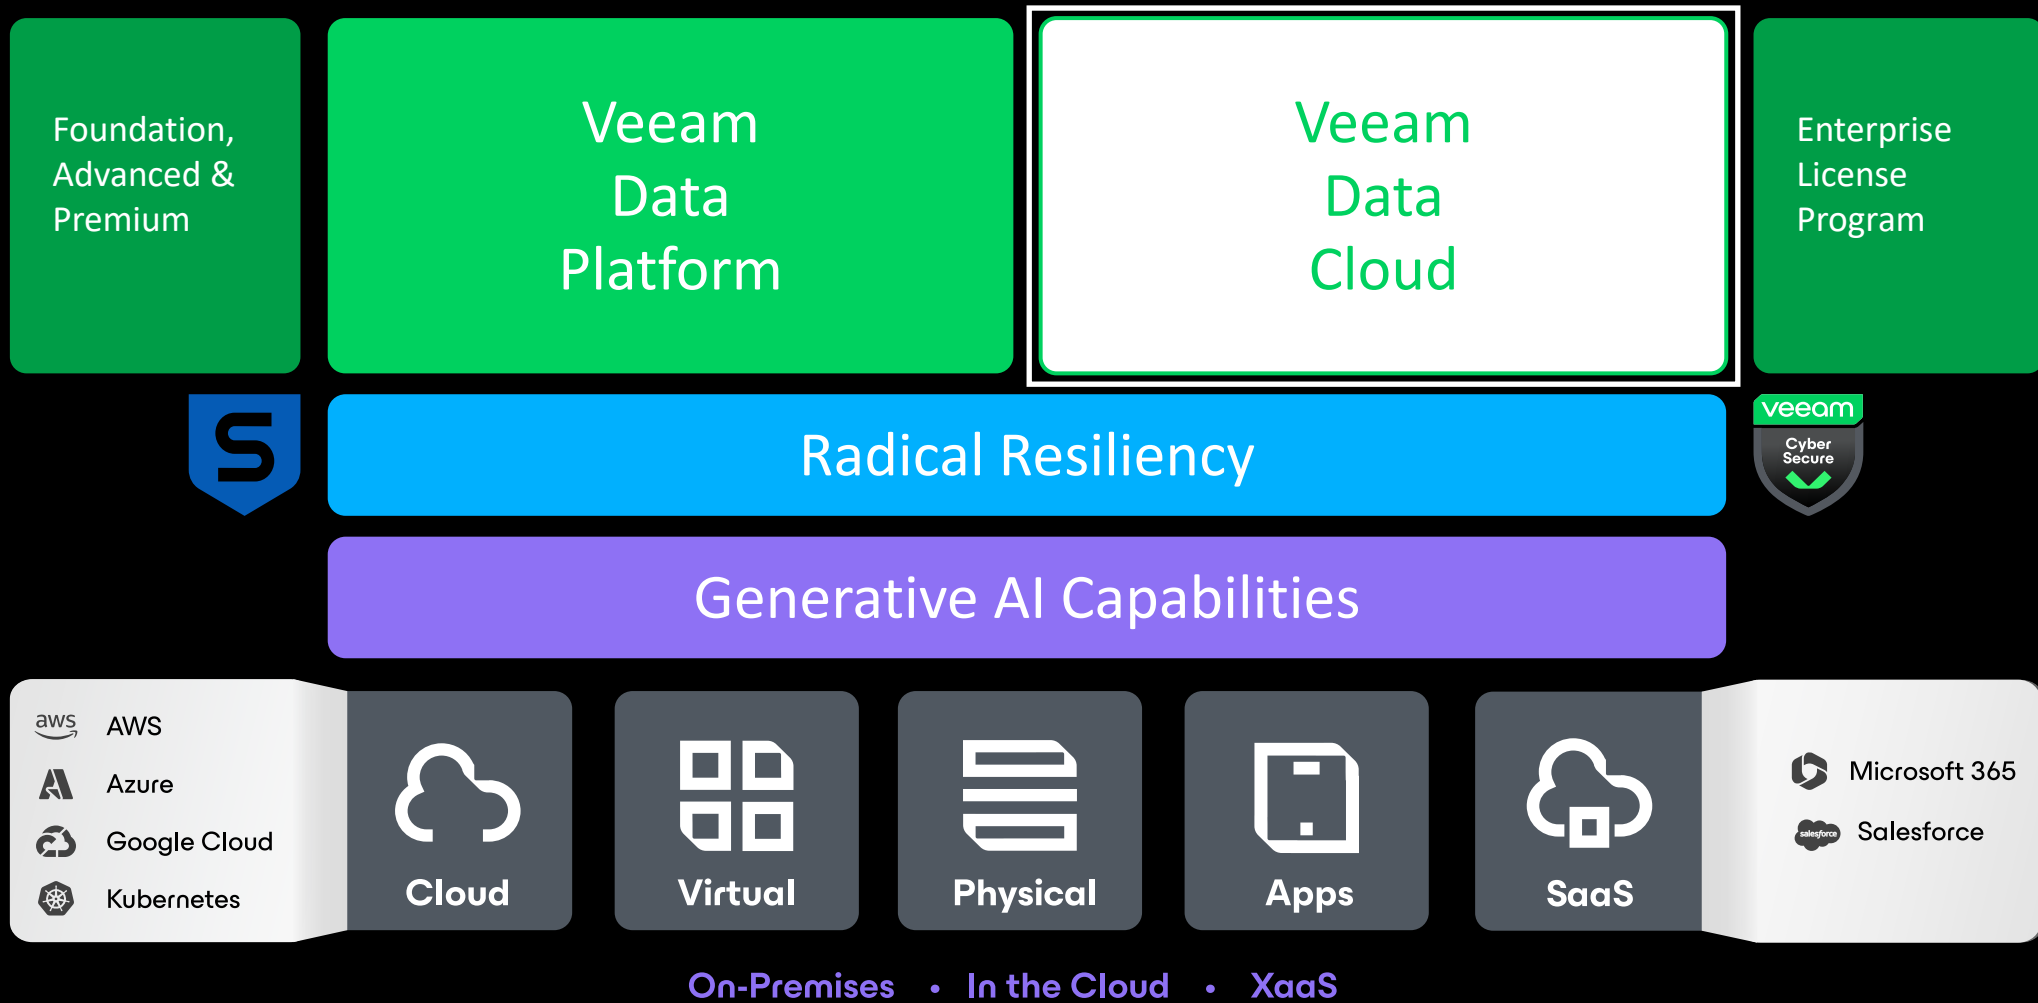 Foundation,
Advanced &
Premium
Veeam
Data
Platform
Veeam
Data
Cloud
Enterprise
License
Program
S
Radical Resiliency
veeam
Cyber
Secure
Generative AI Capabilities
aws AWS
Azure
Google Cloud
Kubernetes
Cloud
Virtual
Physical
Apps
SaaS
Microsoft 365
salesforce Salesforce
On-Premises • In the Cloud • XaaS